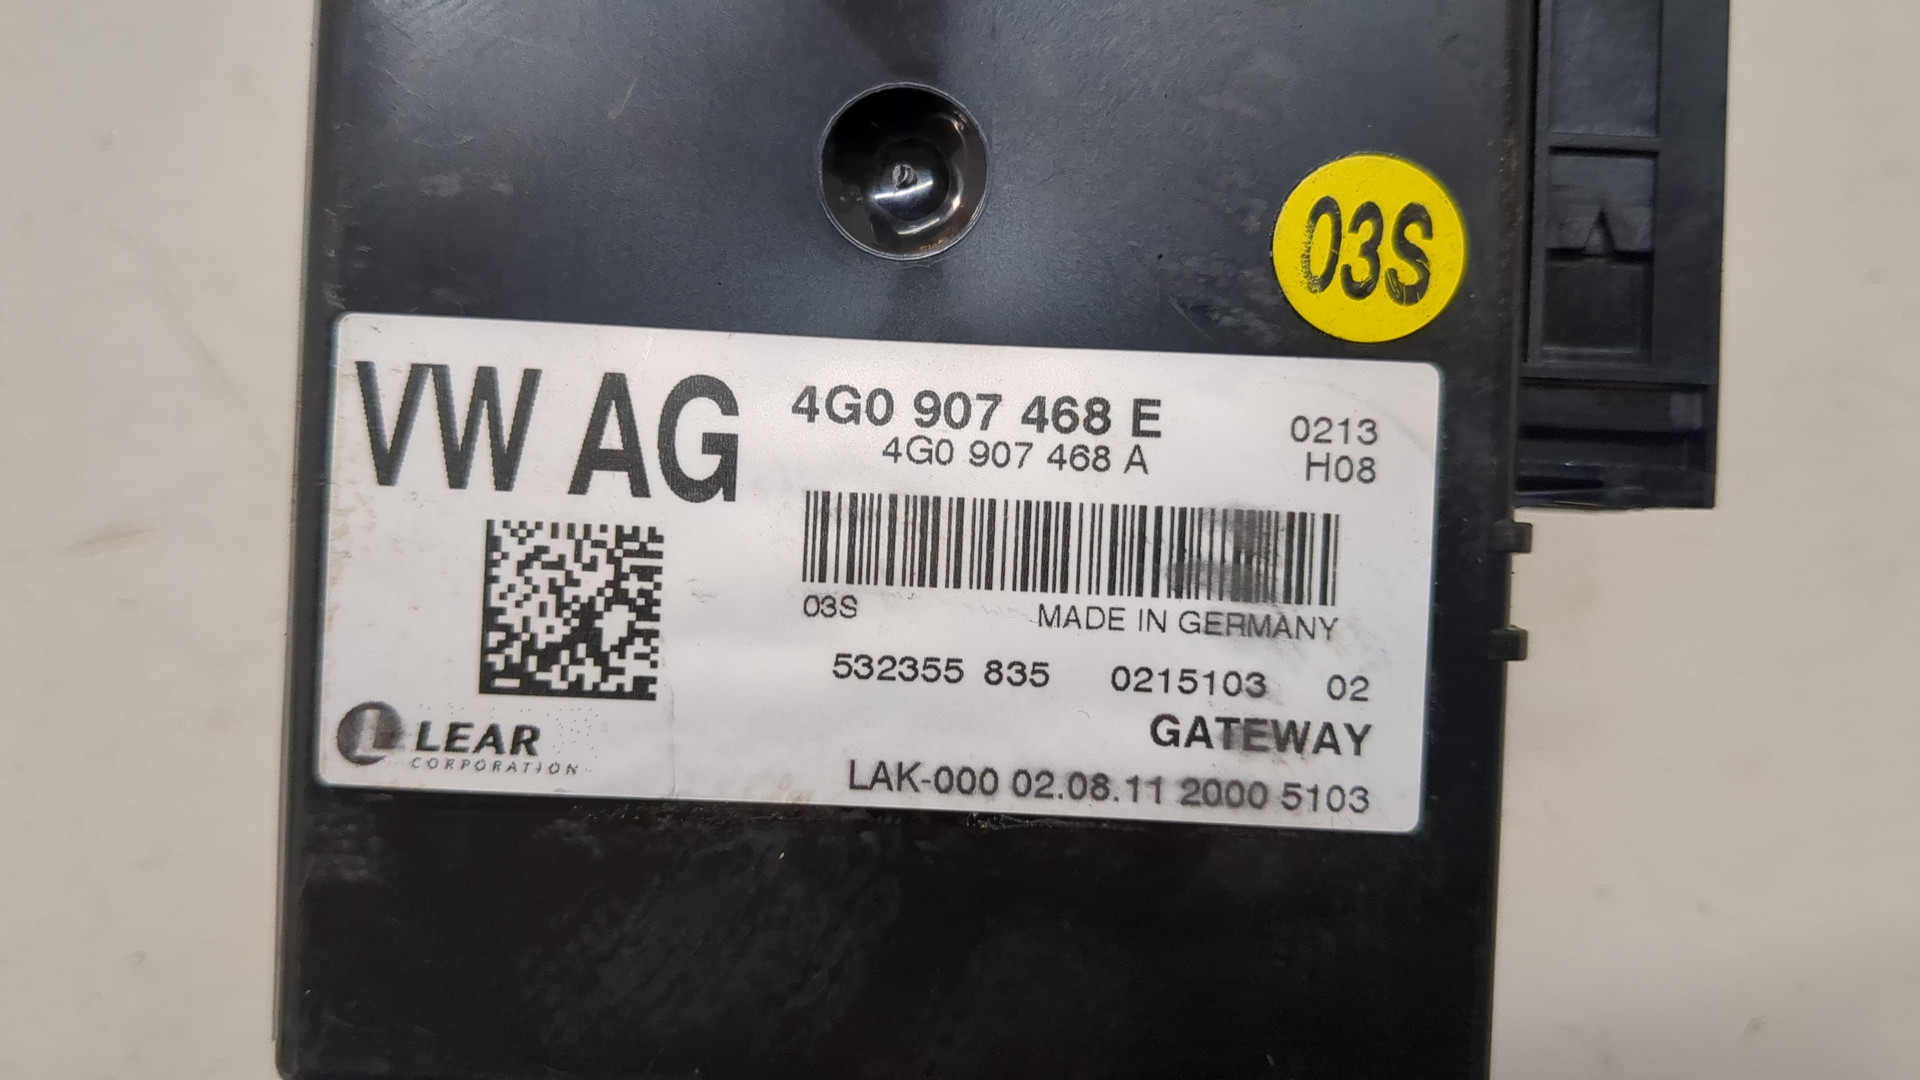 03S
VW AG
4G0 907 468 E
0213
4G0 907 468 A
H08
03S
MADE IN GERMANY
532355 835 0215103 02
GATEWAY
LEAR
CORPORATION
LAK-000 02.08.11 2000 5103